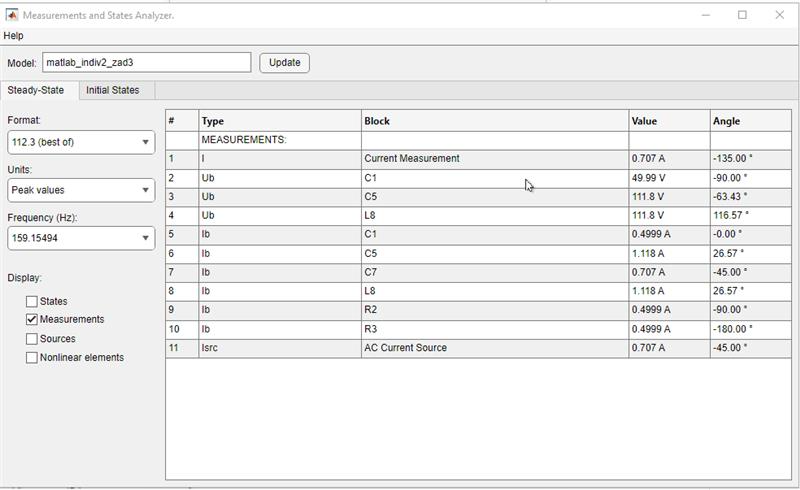 Measurements and States Analyzer.
Help
Model: matlab_indiv2_zad3 Update
Steady-State Initial States
Format:
112.3 (best of)
Units:
Peak values
Frequency (Hz):
159.15494
Display:
States
Measurements
Sources
Nonlinear elements
# Type Block Value Angle
MEASUREMENTS:
1 I Current Measurement 0.707 A -135.00 °
2 Ub C1 49.99 V -90.00 °
3 Ub C5 111.8 V -63.43 °
4 Ub L8 111.8 V 116.57 °
5 Ib C1 0.4999 A -0.00 °
6 Ib C5 1.118 A 26.57 °
7 Ib C7 0.707 A -45.00 °
8 Ib L8 1.118 A 26.57 °
9 Ib R2 0.4999 A -90.00 °
10 Ib R3 0.4999 A -180.00 °
11 Isrc AC Current Source 0.707 A -45.00 °